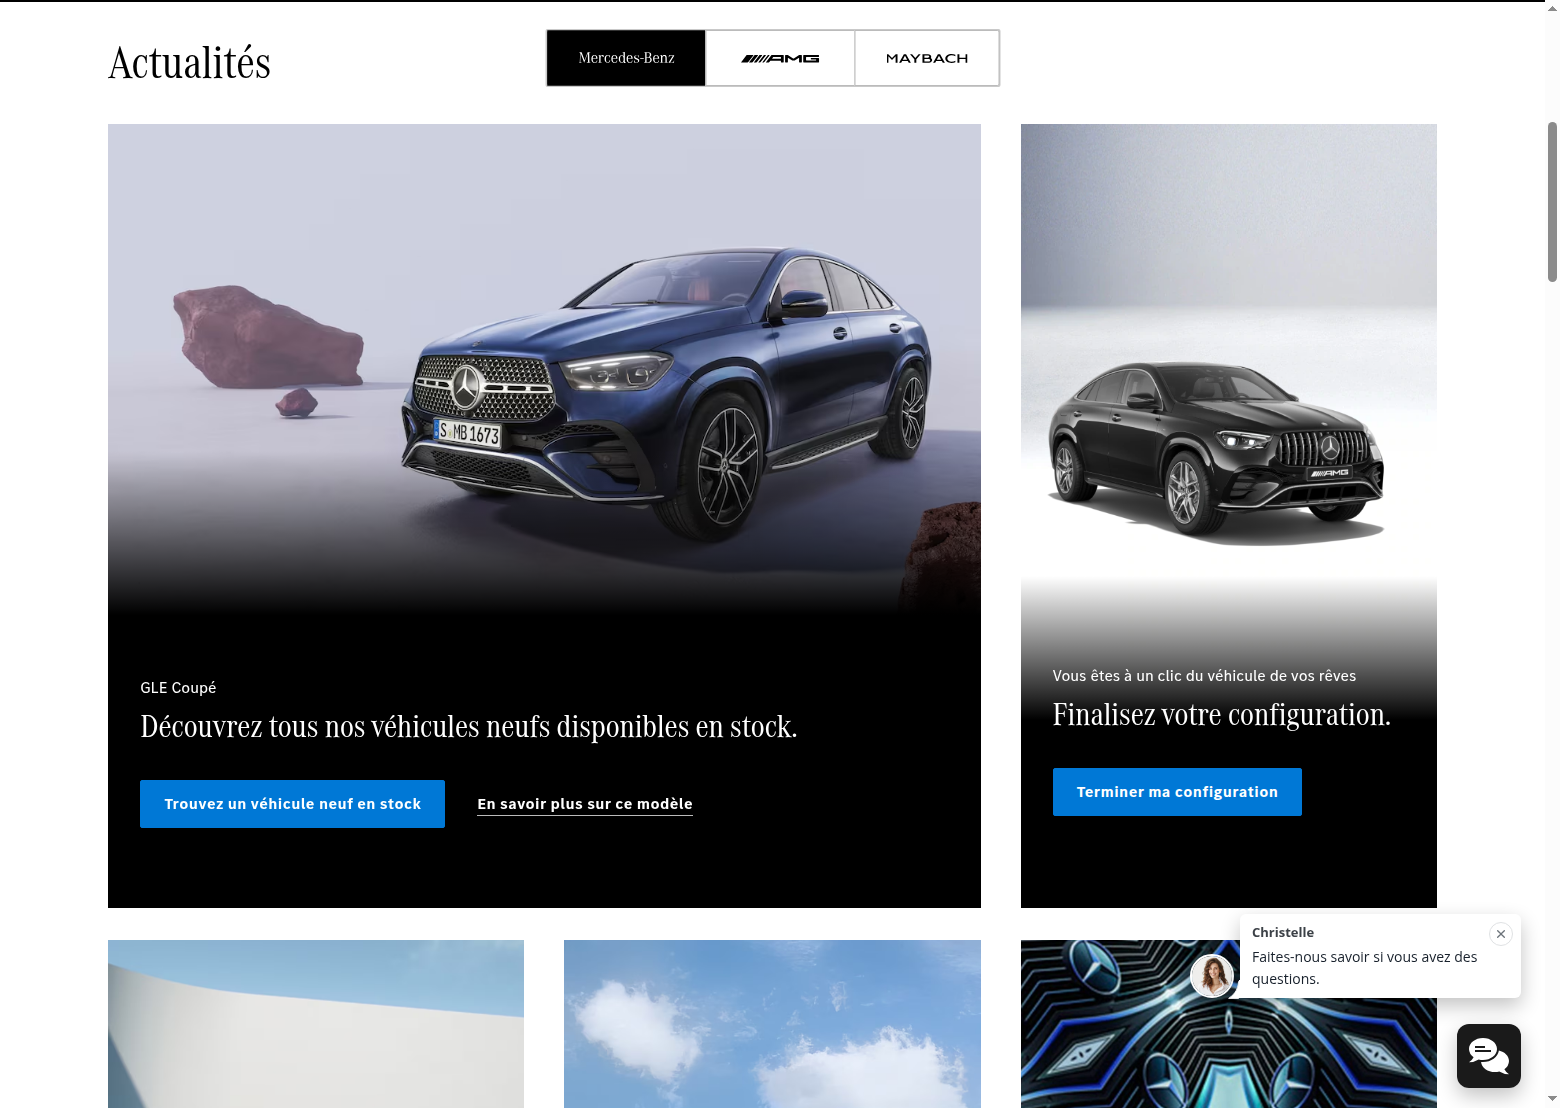 Actualités
Mercedes-Benz
AMG
MAYBACH
S MB 1673
AMG
GLE Coupé
Découvrez tous nos véhicules neufs disponibles en stock.
Trouvez un véhicule neuf en stock
En savoir plus sur ce modèle
Vous êtes à un clic du véhicule de vos rêves
Finalisez votre configuration.
Terminer ma configuration
Christelle
Faites-nous savoir si vous avez des
questions.